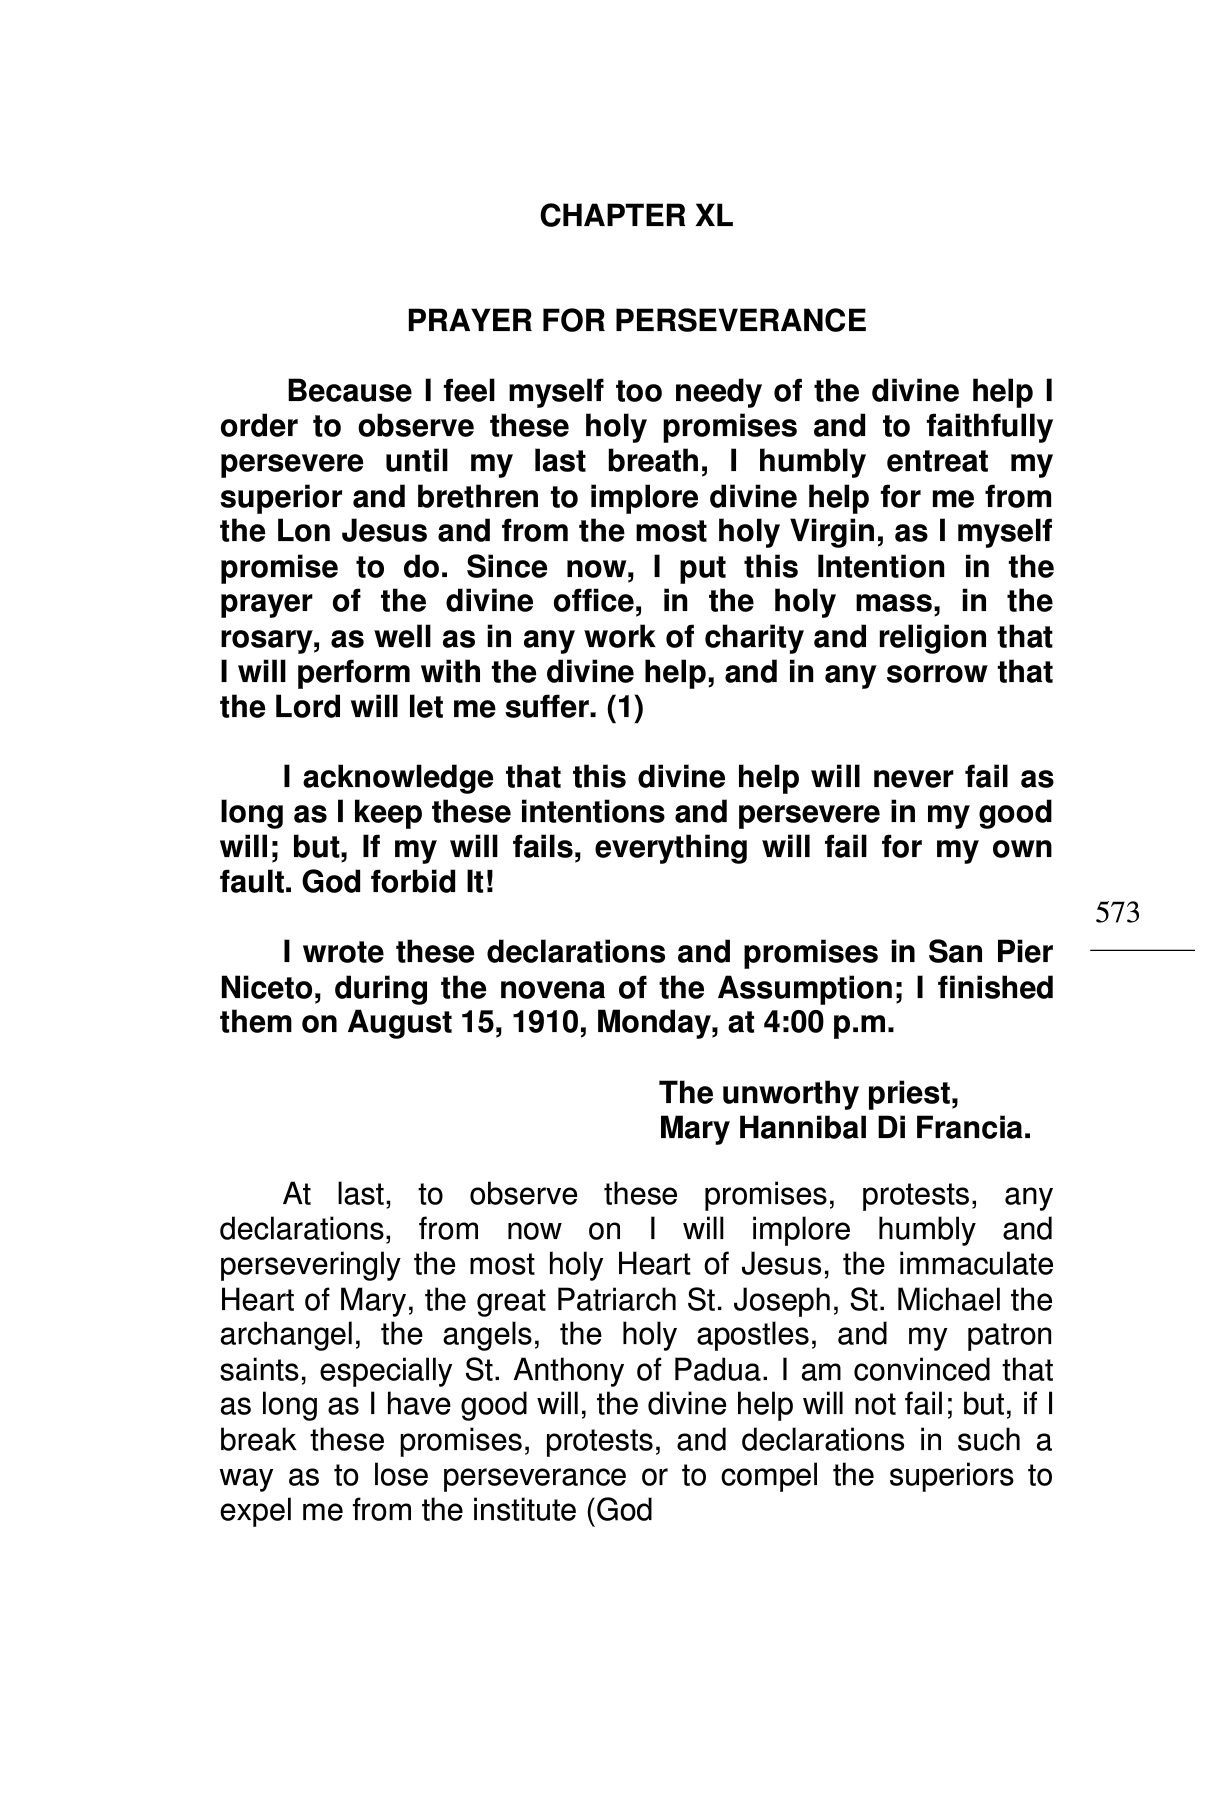 CHAPTER XL
PRAYER FOR PERSEVERANCE
Because I feel myself too needy of the divine help I
order to observe these holy promises and to faithfully
persevere until my last breath, I humbly entreat my
superior and brethren to implore divine help for me from
the Lon Jesus and from the most holy Virgin, as I myself
promise to do. Since now, I put this Intention in the
prayer of the divine office, in the holy mass, in the
rosary, as well as in any work of charity and religion that
I will perform with the divine help, and in any sorrow that
the Lord will let me suffer. (1)
I acknowledge that this divine help will never fail as
long as I keep these intentions and persevere in my good
will; but, If my will fails, everything will fail for my own
fault. God forbid It!
573
I wrote these declarations and promises in San Pier
Niceto, during the novena of the Assumption; I finished
them on August 15, 1910, Monday, at 4:00 p.m.
The unworthy priest,
Mary Hannibal Di Francia.
At last, to observe these promises, protests, any
declarations, from now on I will implore humbly and
perseveringly the most holy Heart of Jesus, the immaculate
Heart of Mary, the great Patriarch St. Joseph, St. Michael the
archangel, the angels, the holy apostles, and my patron
saints, especially St. Anthony of Padua. I am convinced that
as long as I have good will, the divine help will not fail; but, if I
break these promises, protests, and declarations in such a
way as to lose perseverance or to compel the superiors to
expel me from the institute (God